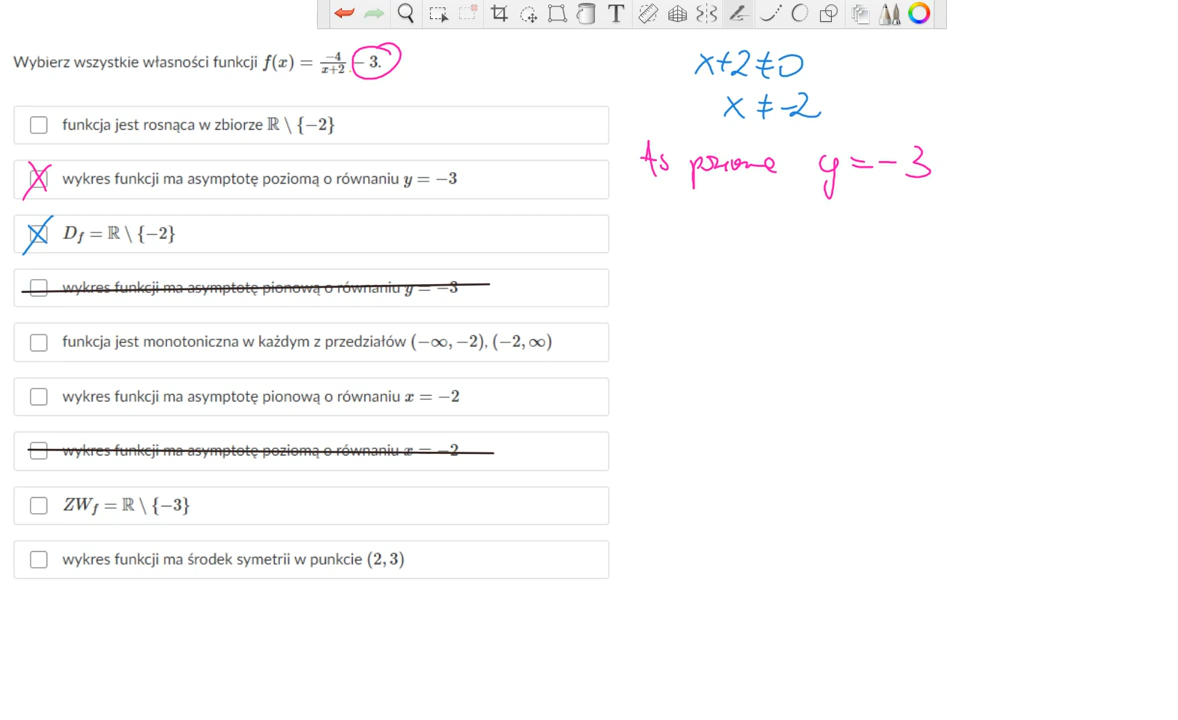 Wybierz wszystkie własności funkcji f(x) = \frac{-4}{x+2} - 3.
x+2≠0
x ≠ -2
funkcja jest rosnąca w zbiorze ℝ \ {−2}
As pozioma y = -3
wykres funkcji ma asymptotę poziomą o równaniu y = −3
D_f = ℝ \ {−2}
wykres funkcji ma asymptotę pionową o równaniu y = −3
funkcja jest monotoniczna w każdym z przedziałów (−∞, −2), (−2, ∞)
wykres funkcji ma asymptotę pionową o równaniu x = −2
wykres funkcji ma asymptotę poziomą o równaniu x = −2
ZW_f = ℝ \ {−3}
wykres funkcji ma środek symetrii w punkcie (2, 3)